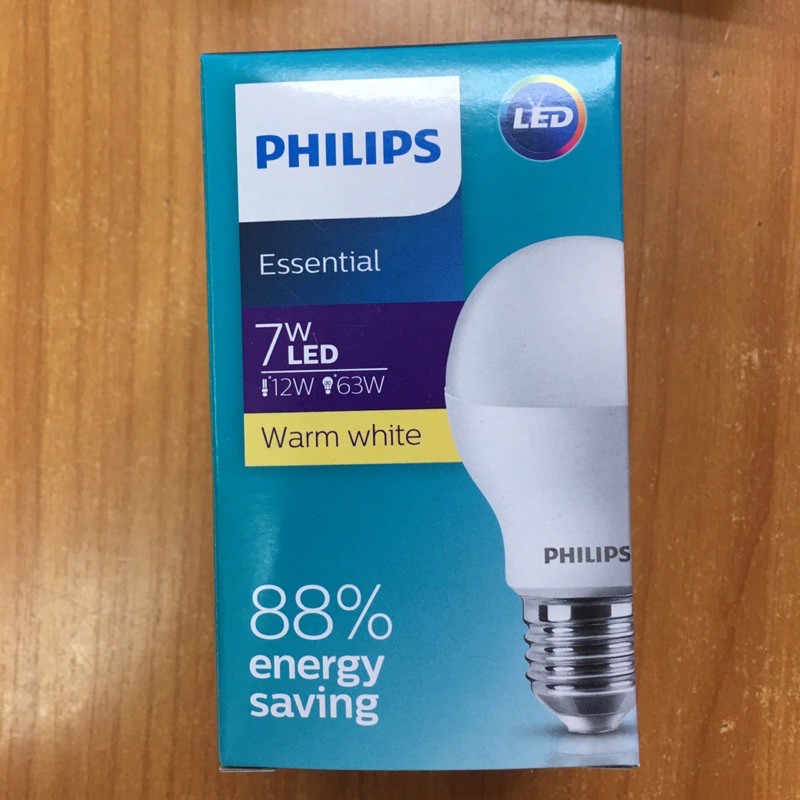 PHILIPS
LED
Essential
7W
LED
12W 63W
Warm white
PHILIPS
88%
energy
saving